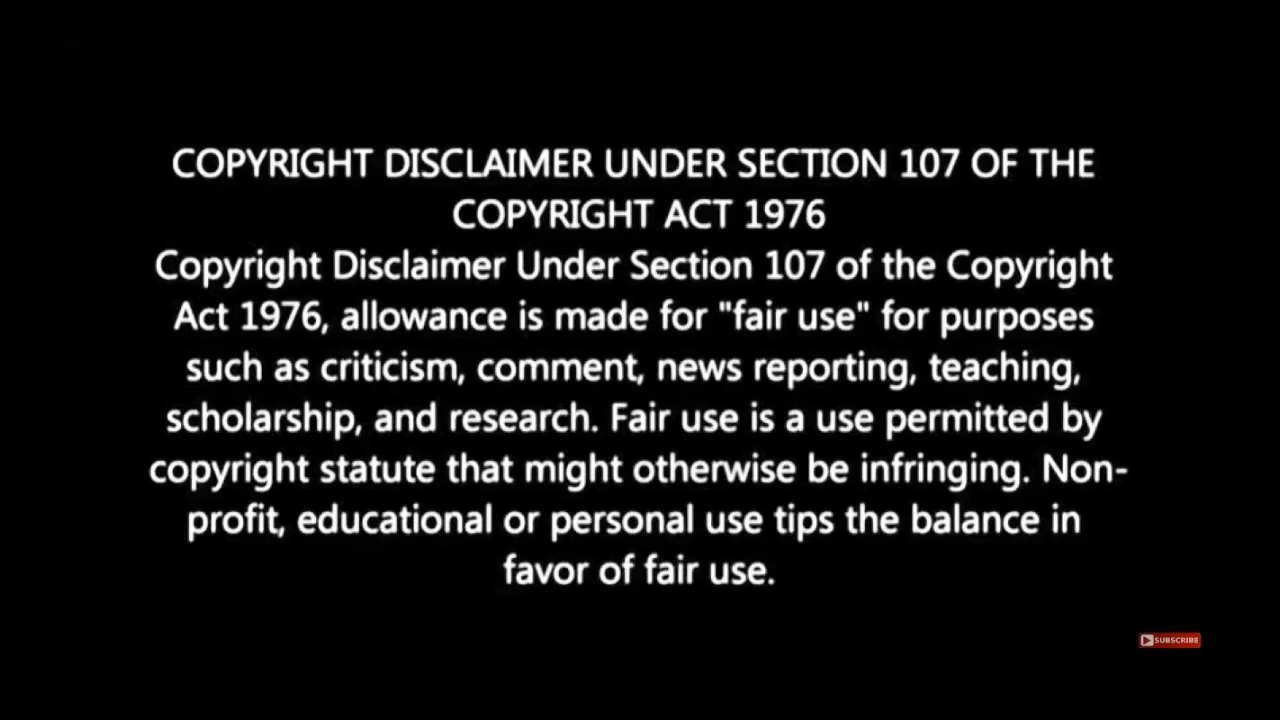 COPYRIGHT DISCLAIMER UNDER SECTION 107 OF THE
COPYRIGHT ACT 1976
Copyright Disclaimer Under Section 107 of the Copyright
Act 1976, allowance is made for "fair use" for purposes
such as criticism, comment, news reporting, teaching,
scholarship, and research. Fair use is a use permitted by
copyright statute that might otherwise be infringing. Non-
profit, educational or personal use tips the balance in
favor of fair use.
SUBSCRIBE